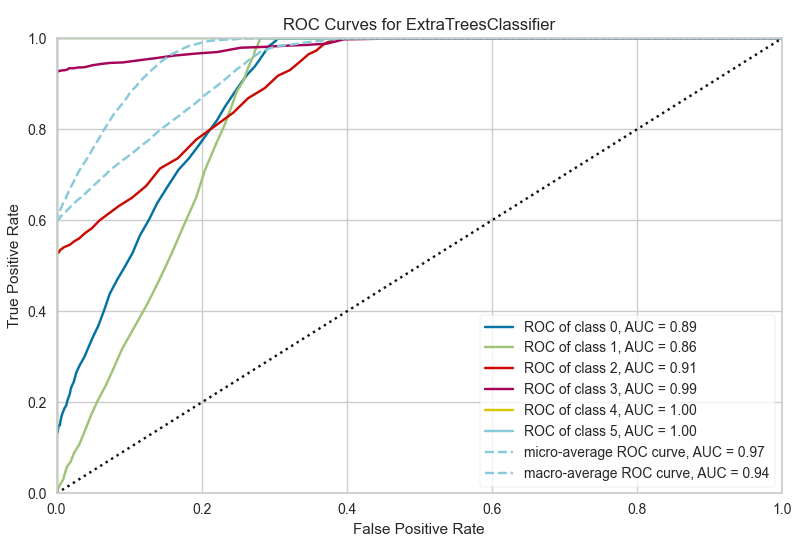 ROC Curves for ExtraTreesClassifier
1.0
0.8
0.6
0.4
0.2
0.0
True Positive Rate
ROC of class 0, AUC = 0.89
ROC of class 1, AUC = 0.86
ROC of class 2, AUC = 0.91
ROC of class 3, AUC = 0.99
ROC of class 4, AUC = 1.00
ROC of class 5, AUC = 1.00
micro-average ROC curve, AUC = 0.97
macro-average ROC curve, AUC = 0.94
0.0 0.2 0.4 0.6 0.8 1.0
False Positive Rate